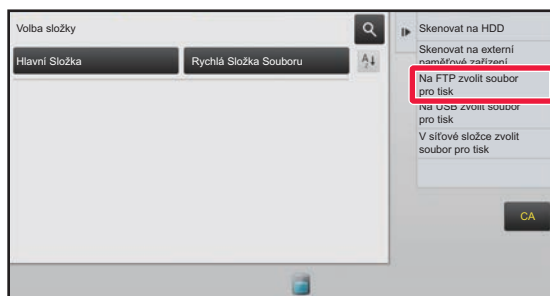 Volba složky
Hlavní Složka
Rychlá Složka Souboru
A
Z
Skenovat na HDD
Skenovat na externí
paměťové zařízení
Na FTP zvolit soubor
pro tisk
Na USB zvolit soubor
pro tisk
V síťové složce zvolit
soubor pro tisk
CA